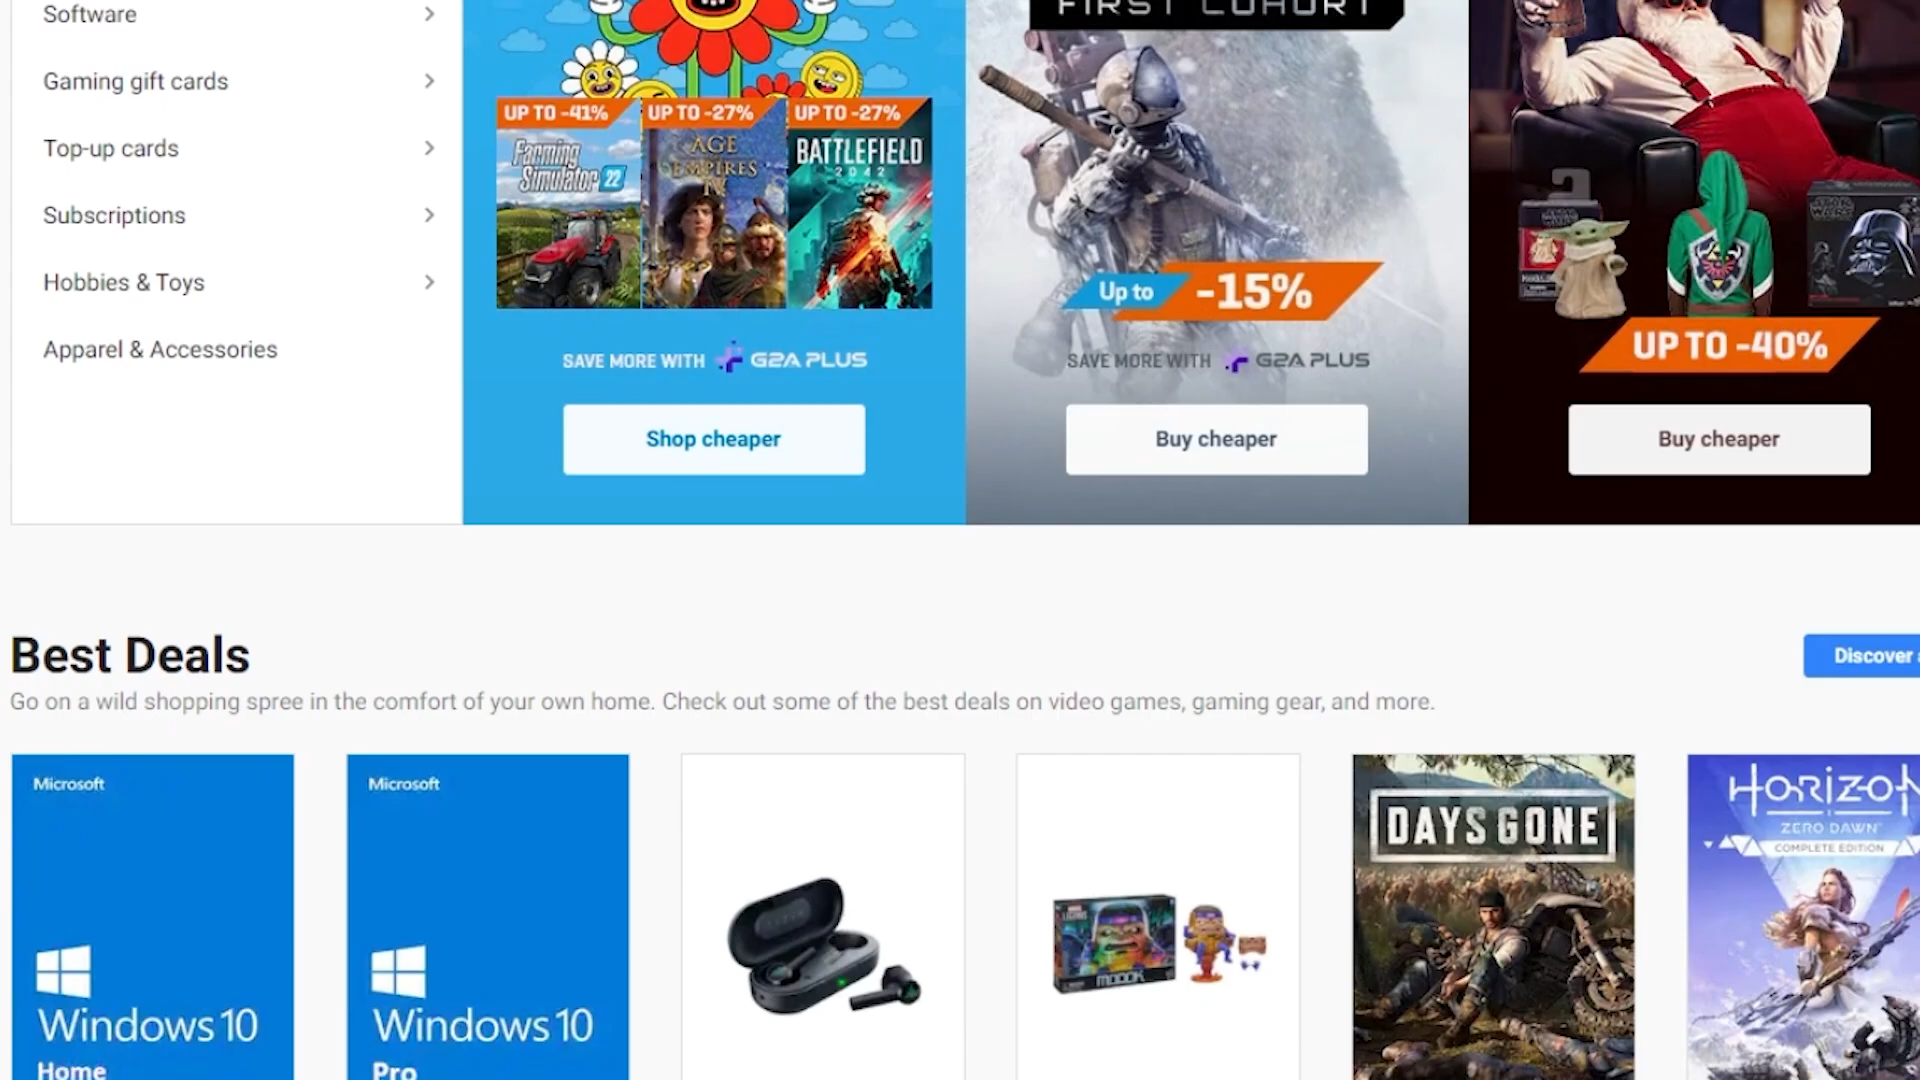 Software
Gaming gift cards
Top-up cards
Subscriptions
Hobbies & Toys
Apparel & Accessories
UP TO -41%
UP TO -27%
UP TO -27%
Farming
Simulator 22
AGE
EMPIRES
IV
BATTLEFIELD
2042
SAVE MORE WITH G2A PLUS
Shop cheaper
FIRST COHORT
Up to -15%
SAVE MORE WITH G2A PLUS
Buy cheaper
STAR WARS
UP TO -40%
Buy cheaper
Best Deals
Discover
Go on a wild shopping spree in the comfort of your own home. Check out some of the best deals on video games, gaming gear, and more.
Microsoft
Windows 10
Home
Microsoft
Windows 10
Pro
MODOK
DAYS GONE
HORIZON
ZERO DAWN
COMPLETE EDITION